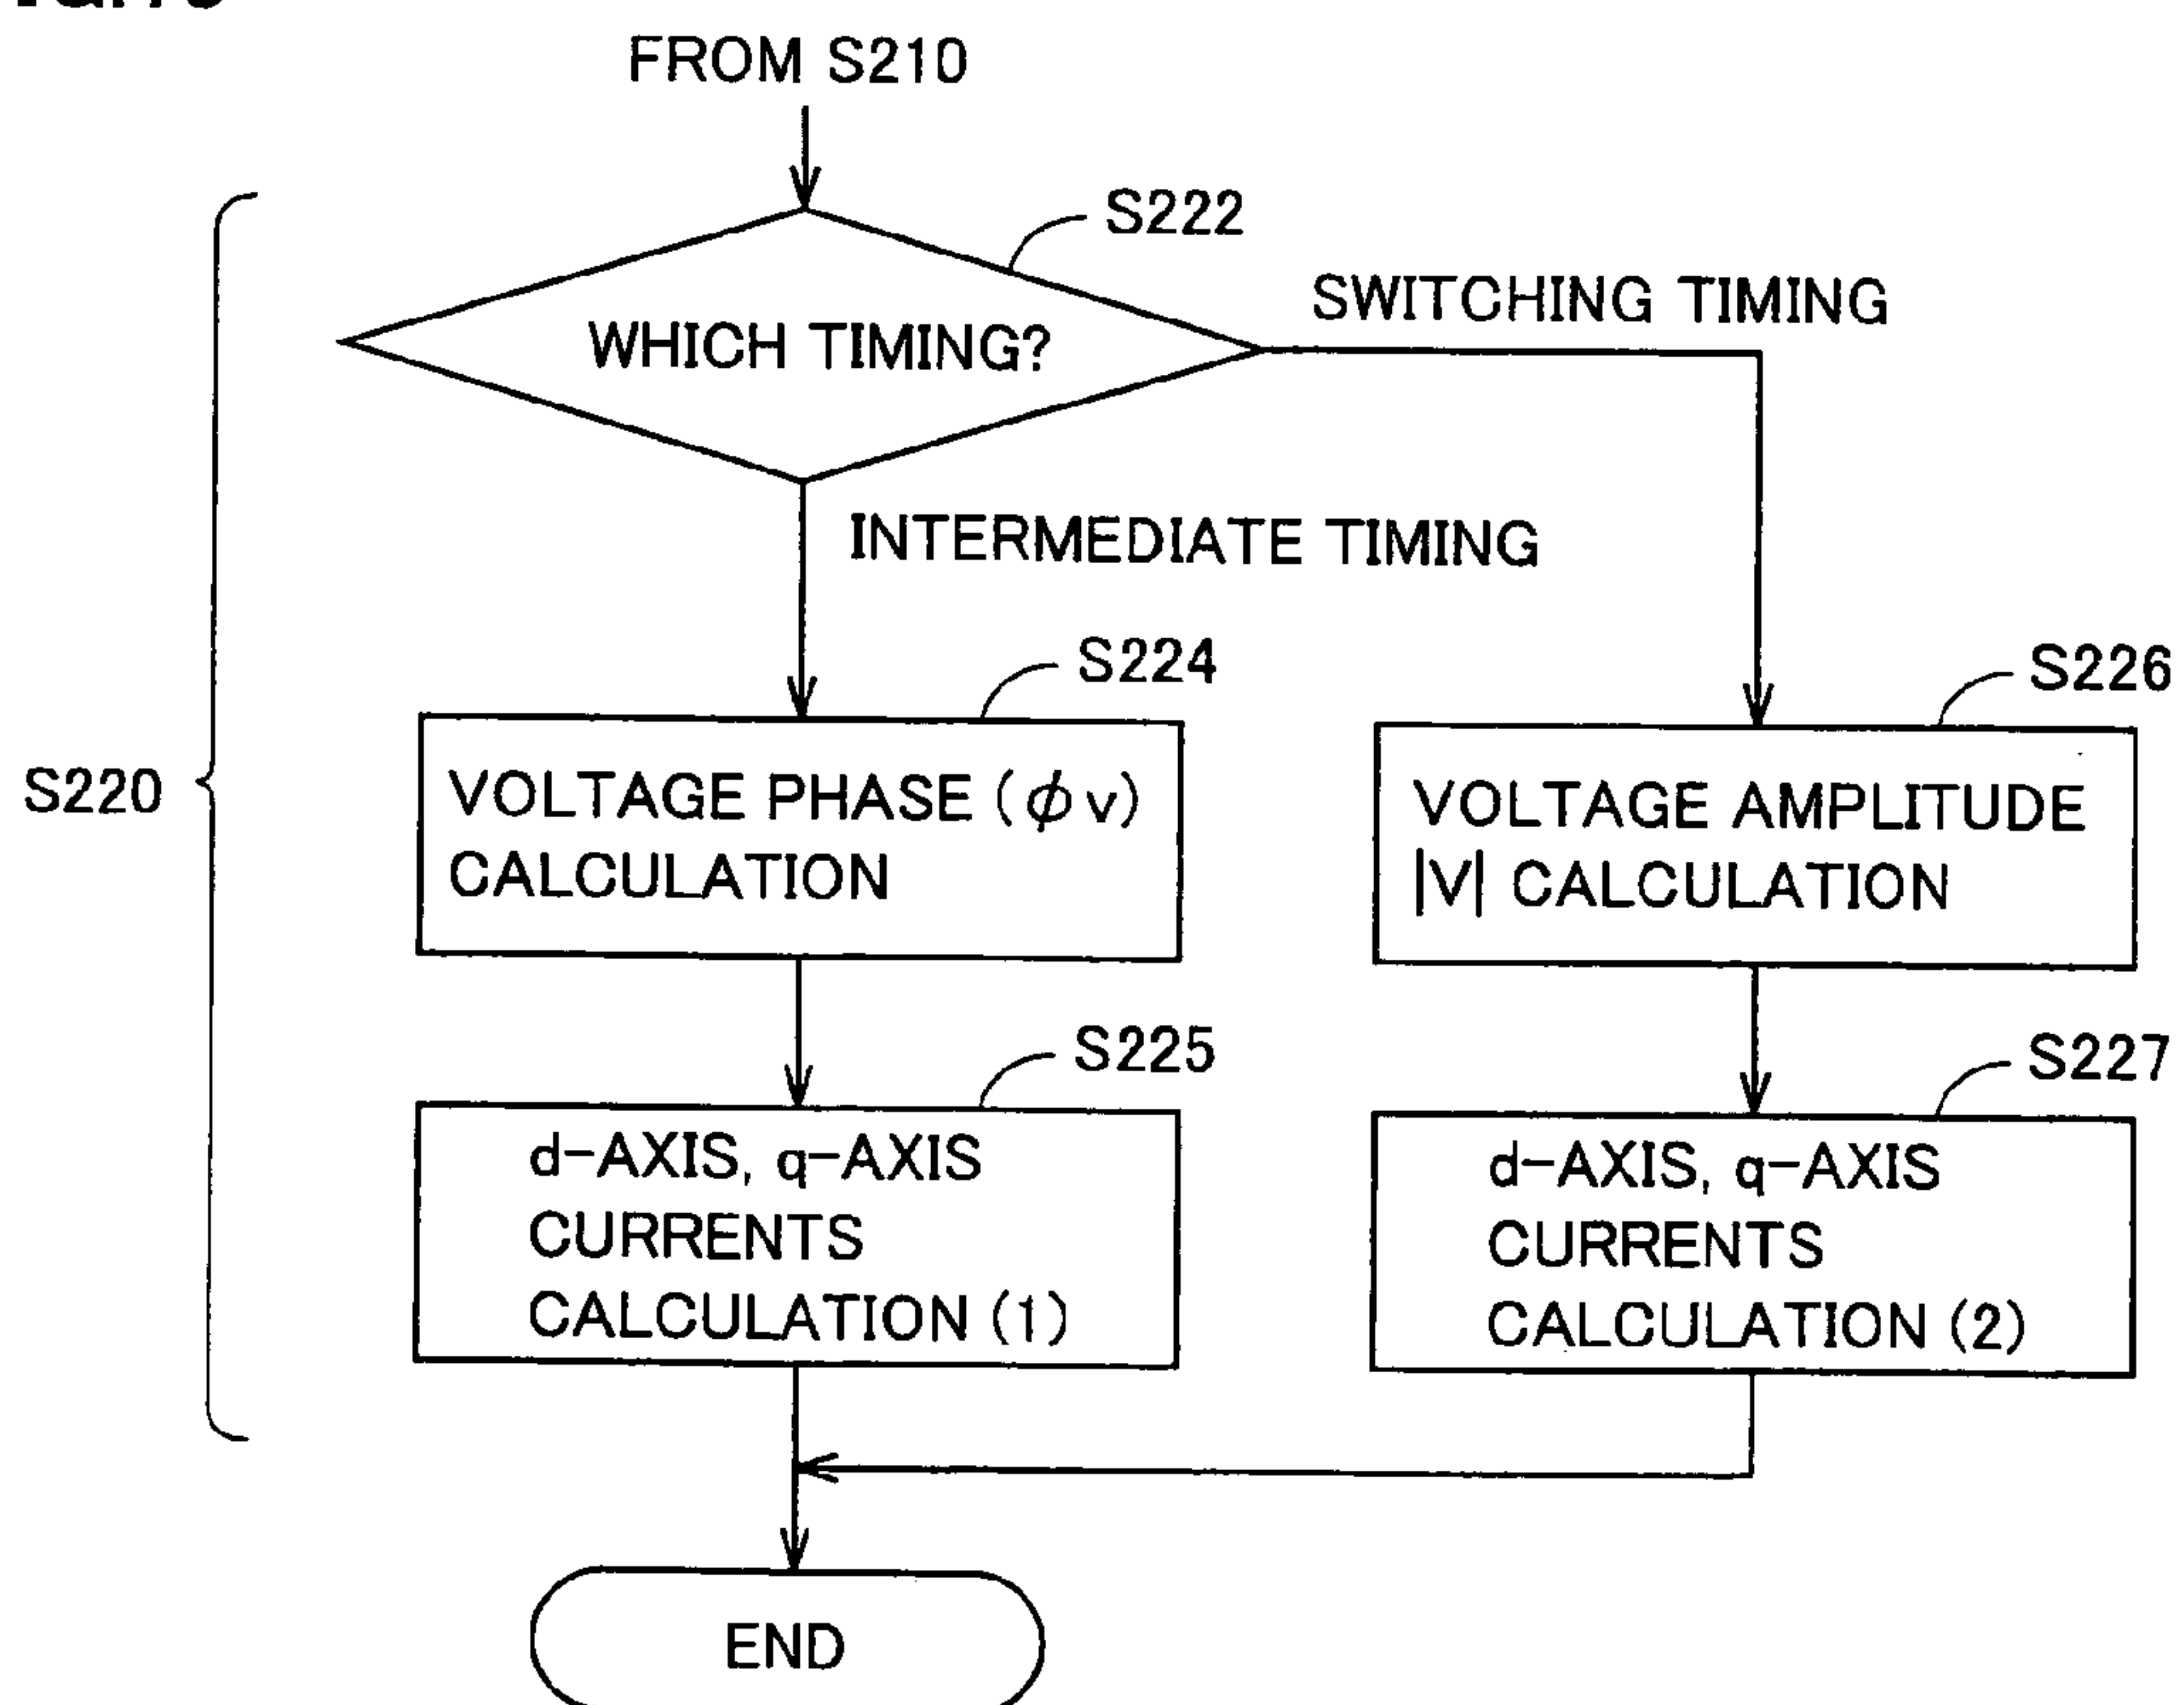 FROM S210
S222
SWITCHING TIMING
WHICH TIMING?
INTERMEDIATE TIMING
S224
S226
S220
VOLTAGE PHASE (ϕv)
CALCULATION
VOLTAGE AMPLITUDE
|V| CALCULATION
S225
S227
d-AXIS, q-AXIS
CURRENTS
CALCULATION (1)
d-AXIS, q-AXIS
CURRENTS
CALCULATION (2)
END